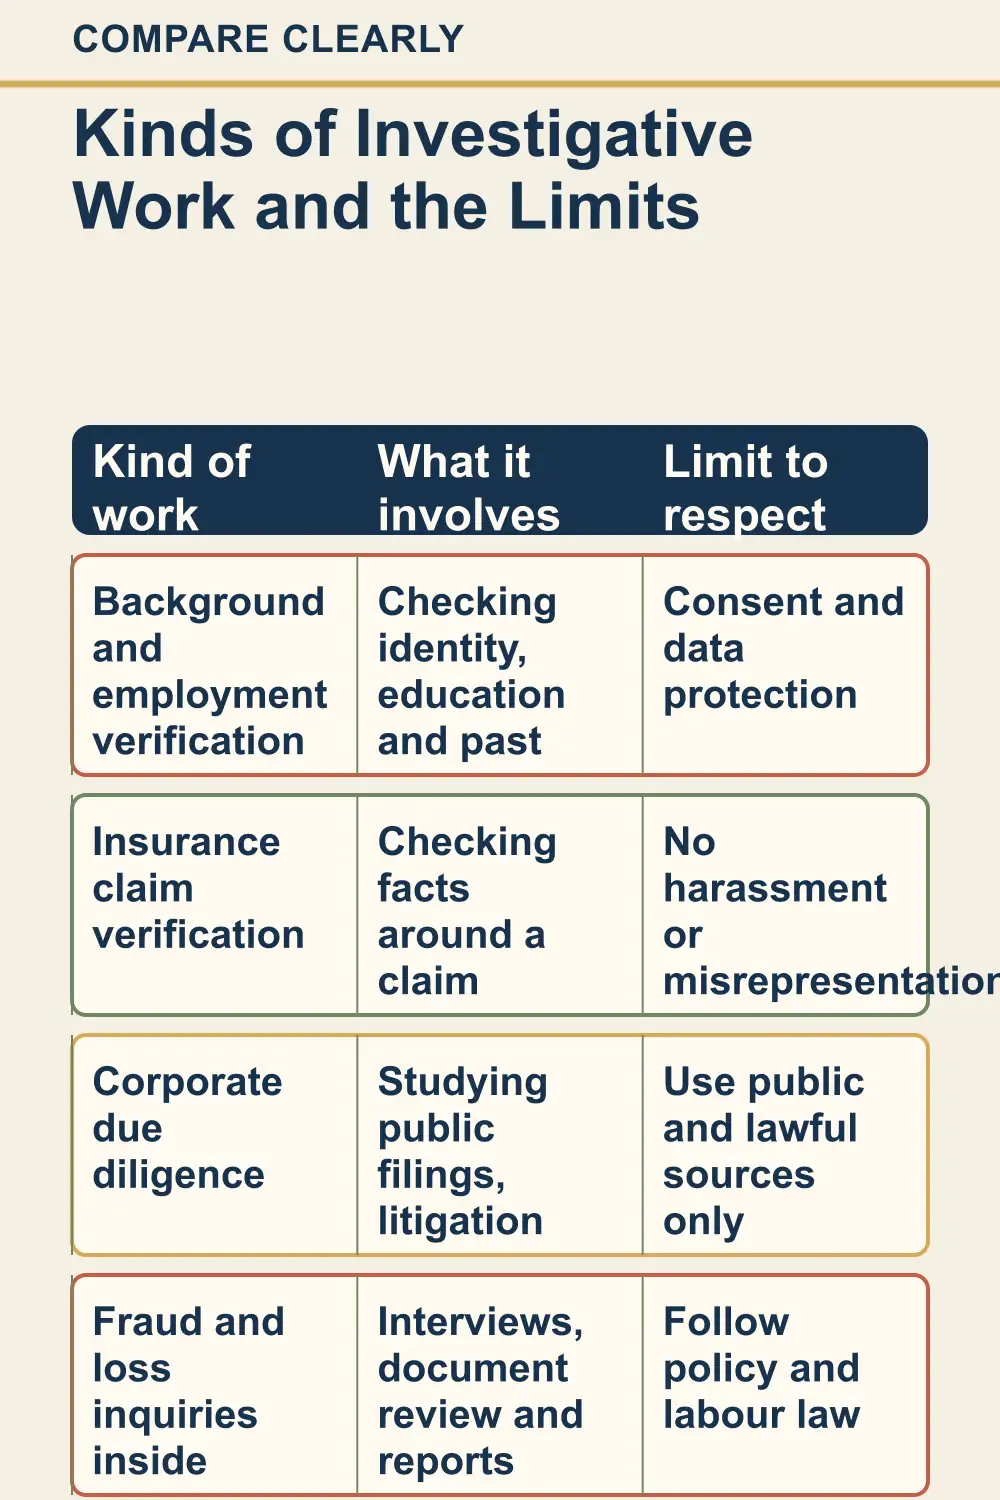 COMPARE CLEARLY
Kinds of Investigative
Work and the Limits
Kind of
work
What it
involves
Limit to
respect
Background
and
employment
verification
Checking
identity,
education
and past
Consent and
data
protection
Insurance
claim
verification
Checking
facts
around a
claim
No
harassment
or
misrepresentation
Corporate
due
diligence
Studying
public
filings,
litigation
Use public
and lawful
sources
only
Fraud and
loss
inquiries
inside
Interviews,
document
review and
reports
Follow
policy and
labour law